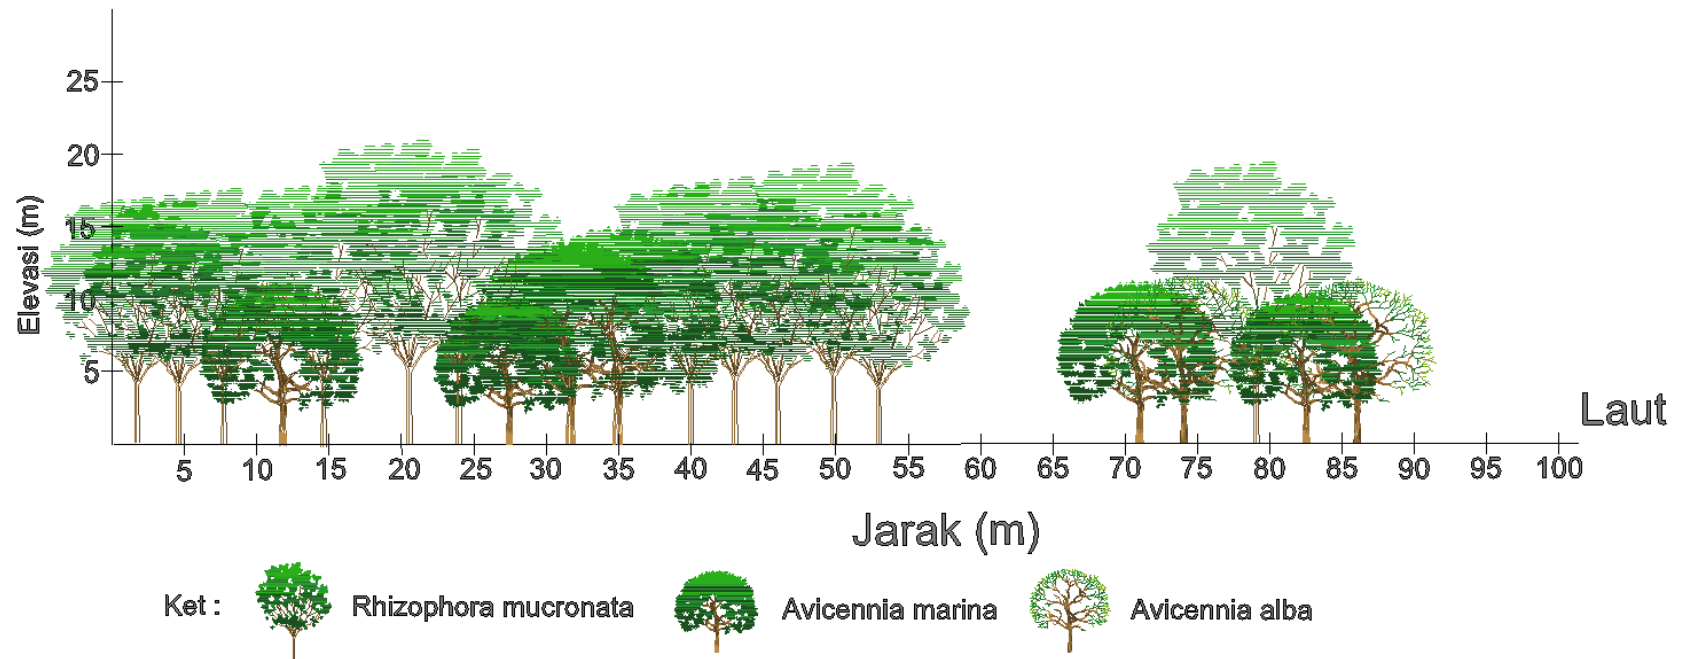 25
20
15
10
5
Elevasi (m)
Laut
5 10 15 20 25 30 35 40 45 50 55 60 65 70 75 80 85 90 95 100
Jarak (m)
Ket : Rhizophora mucronata Avicennia marina Avicennia alba